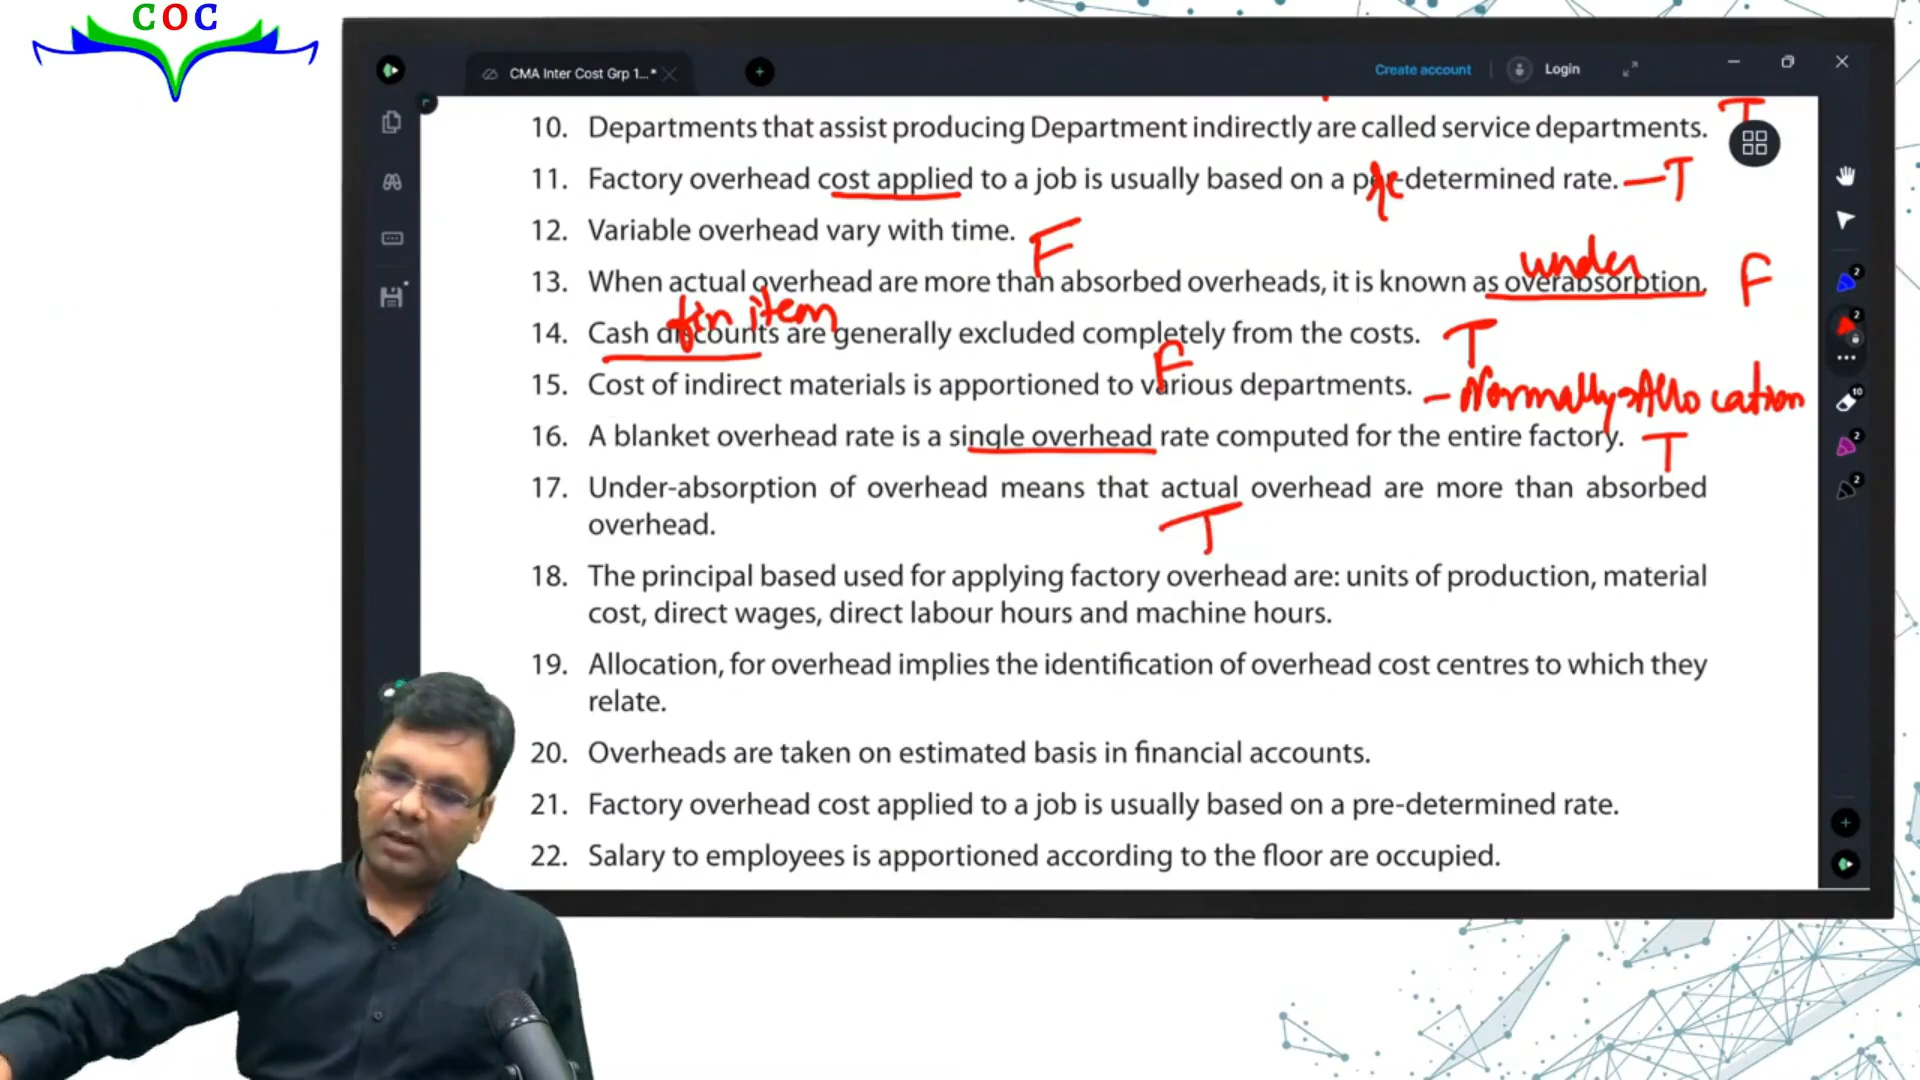 COC
CMA Inter Cost Grp 1...*
Create account
Login
10. Departments that assist producing Department indirectly are called service departments. T
11. Factory overhead cost applied to a job is usually based on a pre-determined rate. – T
12. Variable overhead vary with time. F
under
13. When actual overhead are more than absorbed overheads, it is known as overabsorption. F
fin item
14. Cash discounts are generally excluded completely from the costs. T
F
15. Cost of indirect materials is apportioned to various departments. – Normally → Allocation
16. A blanket overhead rate is a single overhead rate computed for the entire factory. T
17. Under-absorption of overhead means that actual overhead are more than absorbed
overhead. T
18. The principal based used for applying factory overhead are: units of production, material
cost, direct wages, direct labour hours and machine hours.
19. Allocation, for overhead implies the identification of overhead cost centres to which they
relate.
20. Overheads are taken on estimated basis in financial accounts.
21. Factory overhead cost applied to a job is usually based on a pre-determined rate.
22. Salary to employees is apportioned according to the floor are occupied.
2
2
10
2
2